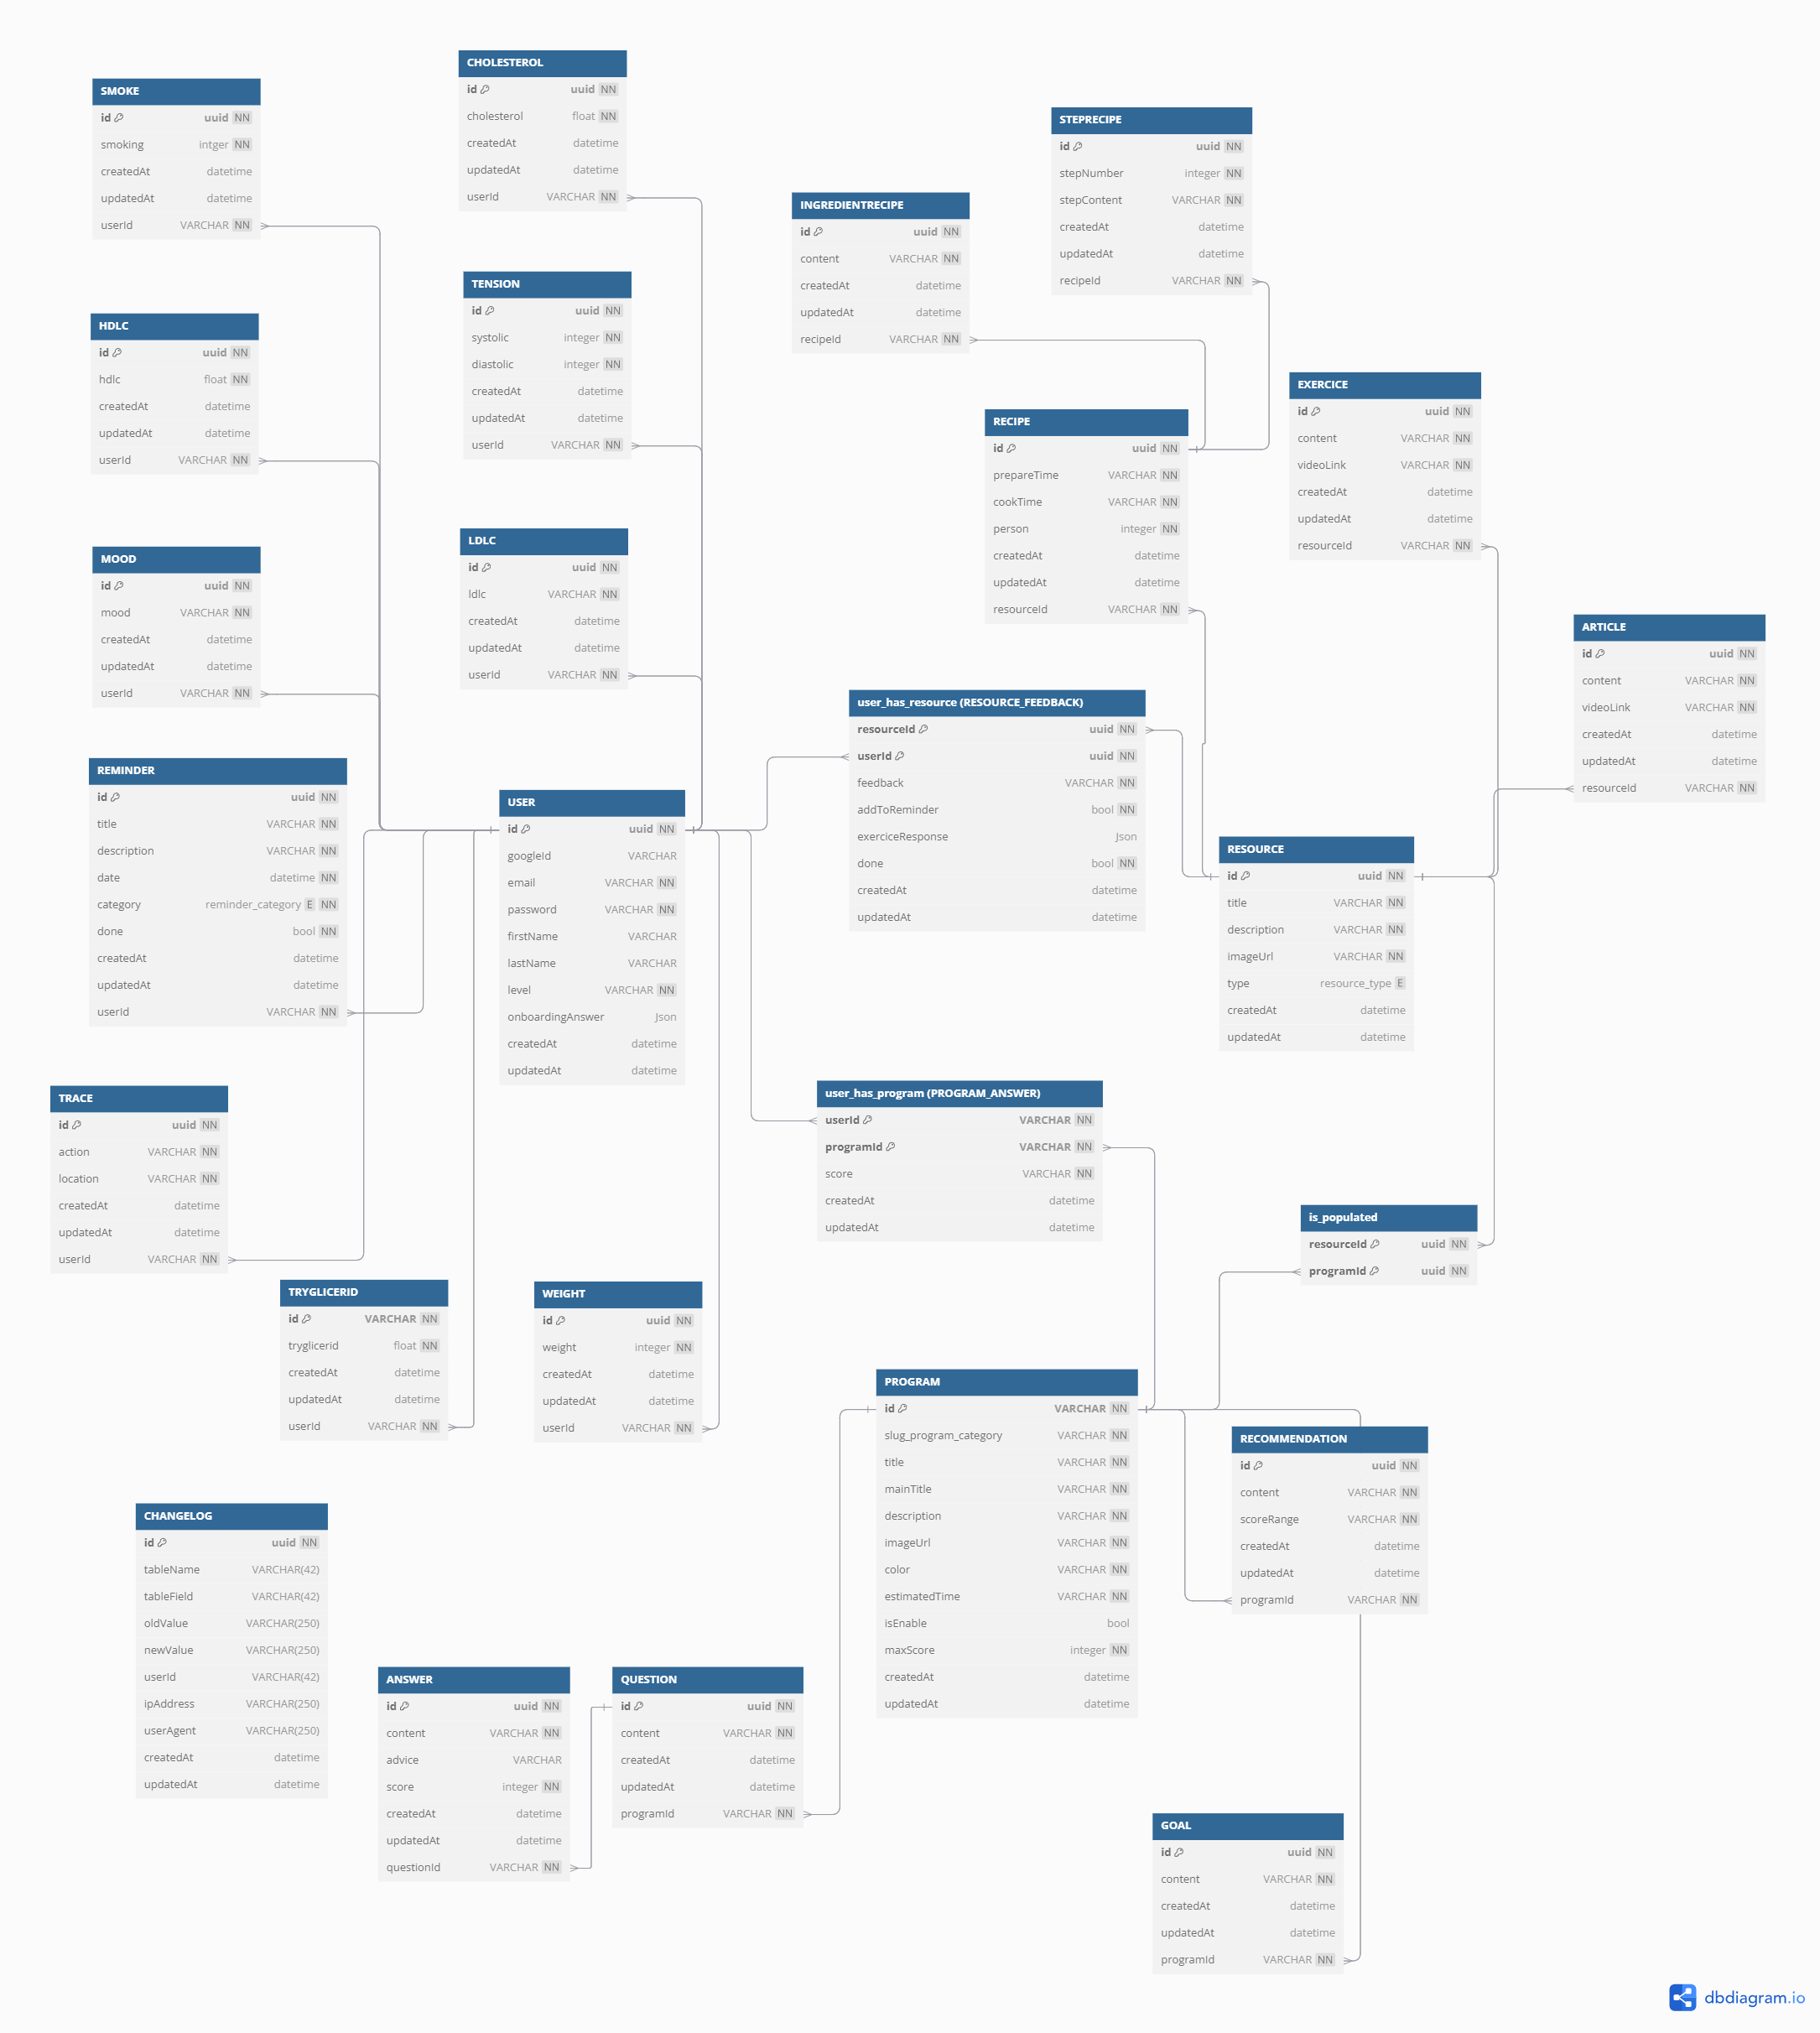 SMOKE
id uuid NN
smoking intger NN
createdAt datetime
updatedAt datetime
userId VARCHAR NN
CHOLESTEROL
id uuid NN
cholesterol float NN
createdAt datetime
updatedAt datetime
userId VARCHAR NN
STEPRECIPE
id uuid NN
stepNumber integer NN
stepContent VARCHAR NN
createdAt datetime
updatedAt datetime
recipeId VARCHAR NN
INGREDIENTRECIPE
id uuid NN
content VARCHAR NN
createdAt datetime
updatedAt datetime
recipeId VARCHAR NN
TENSION
id uuid NN
systolic integer NN
diastolic integer NN
createdAt datetime
updatedAt datetime
userId VARCHAR NN
HDLC
id uuid NN
hdlc float NN
createdAt datetime
updatedAt datetime
userId VARCHAR NN
EXERCICE
id uuid NN
content VARCHAR NN
videoLink VARCHAR NN
createdAt datetime
updatedAt datetime
resourceId VARCHAR NN
RECIPE
id uuid NN
prepareTime VARCHAR NN
cookTime VARCHAR NN
person integer NN
createdAt datetime
updatedAt datetime
resourceId VARCHAR NN
LDLC
id uuid NN
ldlc VARCHAR NN
createdAt datetime
updatedAt datetime
userId VARCHAR NN
MOOD
id uuid NN
mood VARCHAR NN
createdAt datetime
updatedAt datetime
userId VARCHAR NN
ARTICLE
id uuid NN
content VARCHAR NN
videoLink VARCHAR NN
createdAt datetime
updatedAt datetime
resourceId VARCHAR NN
user_has_resource (RESOURCE_FEEDBACK)
resourceId uuid NN
userId uuid NN
feedback VARCHAR NN
addToReminder bool NN
exerciceResponse Json
done bool NN
createdAt datetime
updatedAt datetime
REMINDER
id uuid NN
title VARCHAR NN
description VARCHAR NN
date datetime NN
category reminder_category E NN
done bool NN
createdAt datetime
updatedAt datetime
userId VARCHAR NN
USER
id uuid NN
googleId VARCHAR
email VARCHAR NN
password VARCHAR NN
firstName VARCHAR
lastName VARCHAR
level VARCHAR NN
onboardingAnswer Json
createdAt datetime
updatedAt datetime
RESOURCE
id uuid NN
title VARCHAR NN
description VARCHAR NN
imageUrl VARCHAR NN
type resource_type E
createdAt datetime
updatedAt datetime
user_has_program (PROGRAM_ANSWER)
userId VARCHAR NN
programId VARCHAR NN
score VARCHAR NN
createdAt datetime
updatedAt datetime
TRACE
id uuid NN
action VARCHAR NN
location VARCHAR NN
createdAt datetime
updatedAt datetime
userId VARCHAR NN
is_populated
resourceId uuid NN
programId uuid NN
TRYGLICERID
id VARCHAR NN
tryglicerid float NN
createdAt datetime
updatedAt datetime
userId VARCHAR NN
WEIGHT
id uuid NN
weight integer NN
createdAt datetime
updatedAt datetime
userId VARCHAR NN
PROGRAM
id VARCHAR NN
slug_program_category VARCHAR NN
title VARCHAR NN
mainTitle VARCHAR NN
description VARCHAR NN
imageUrl VARCHAR NN
color VARCHAR NN
estimatedTime VARCHAR NN
isEnable bool
maxScore integer NN
createdAt datetime
updatedAt datetime
RECOMMENDATION
id uuid NN
content VARCHAR NN
scoreRange VARCHAR NN
createdAt datetime
updatedAt datetime
programId VARCHAR NN
CHANGELOG
id uuid NN
tableName VARCHAR(42)
tableField VARCHAR(42)
oldValue VARCHAR(250)
newValue VARCHAR(250)
userId VARCHAR(42)
ipAddress VARCHAR(250)
userAgent VARCHAR(250)
createdAt datetime
updatedAt datetime
ANSWER
id uuid NN
content VARCHAR NN
advice VARCHAR
score integer NN
createdAt datetime
updatedAt datetime
questionId VARCHAR NN
QUESTION
id uuid NN
content VARCHAR NN
createdAt datetime
updatedAt datetime
programId VARCHAR NN
GOAL
id uuid NN
content VARCHAR NN
createdAt datetime
updatedAt datetime
programId VARCHAR NN
dbdiagram.io